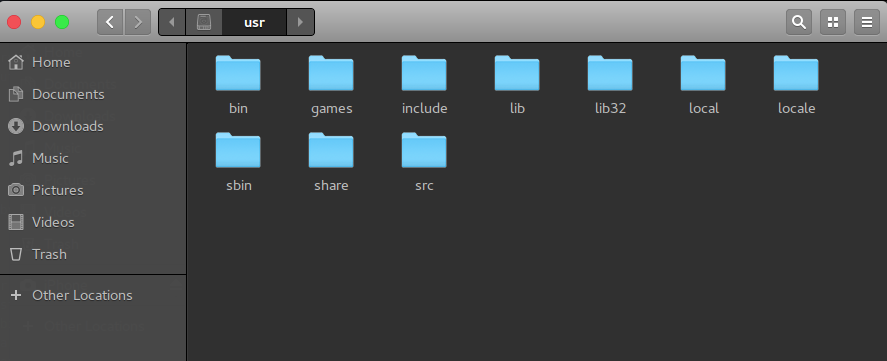 usr
Home
Documents
Downloads
Music
Pictures
Videos
Trash
Other Locations
bin games include lib lib32 local locale
sbin share src